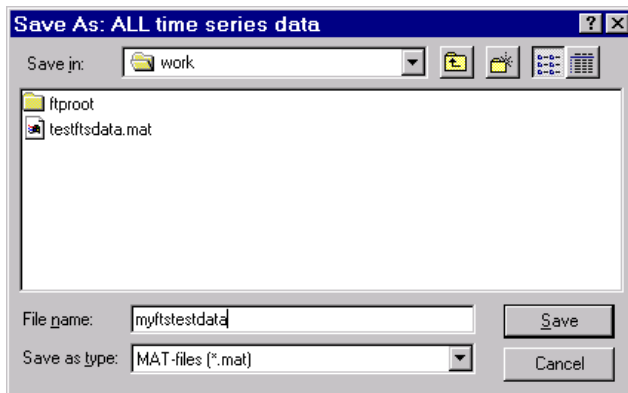 Save As: ALL time series data
Save in: work
ftproot
testftsdata.mat
File name: myftstestdata Save
Save as type: MAT-files (*.mat) Cancel